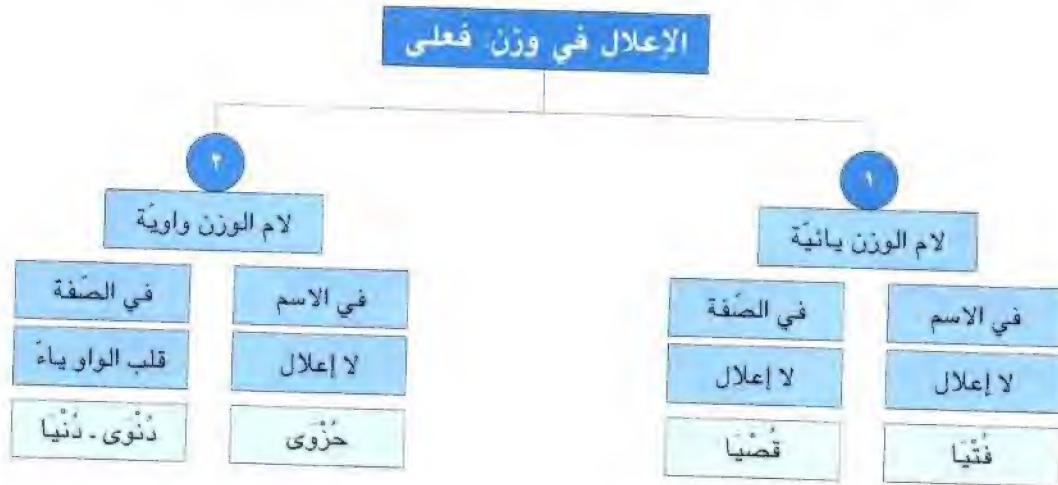 الإعلال في وزن فعلى
١
لام الوزن يائيّة
في الاسم
في الصّفة
لا إعلال
لا إعلال
فُتْيَا
قُصْيَا
٢
لام الوزن واويّة
في الاسم
في الصّفة
لا إعلال
قلب الواو ياءً
حُزْوَى
دُنْوى - دُنْيَا